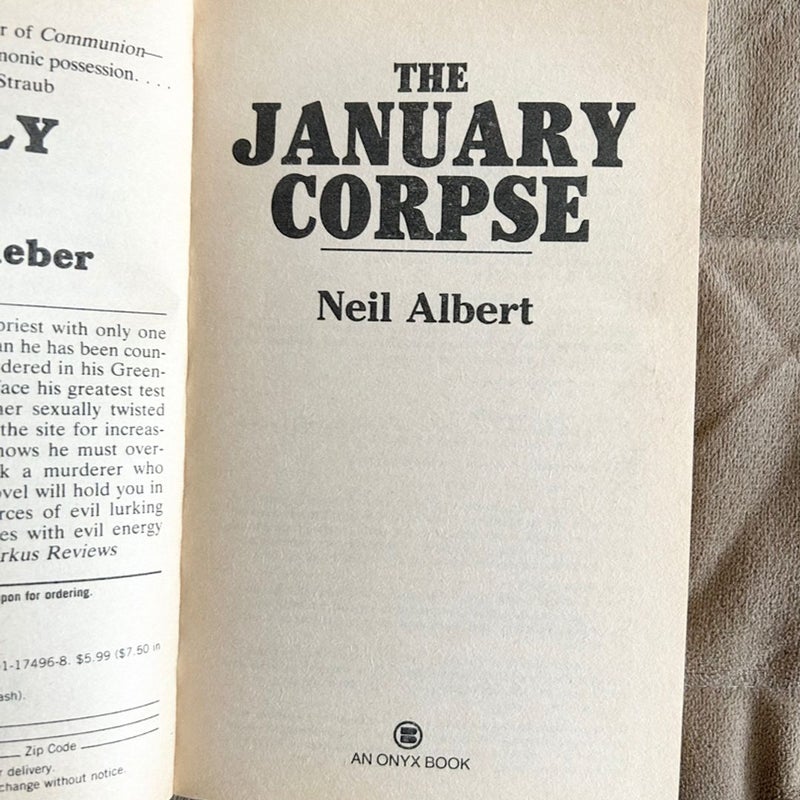 r of Communion—
monic possession. . . .
Straub
LY
eber
priest with only one
an he has been coun-
dered in his Green-
face his greatest test
her sexually twisted
the site for increas-
nows he must over-
k a murderer who
ovel will hold you in
rces of evil lurking
es with evil energy
rkus Reviews
pon for ordering.
1-17496-8. $5.99 ($7.50 in
ash).
Zip Code
r delivery.
change without notice.
THE
JANUARY
CORPSE
Neil Albert
AN ONYX BOOK